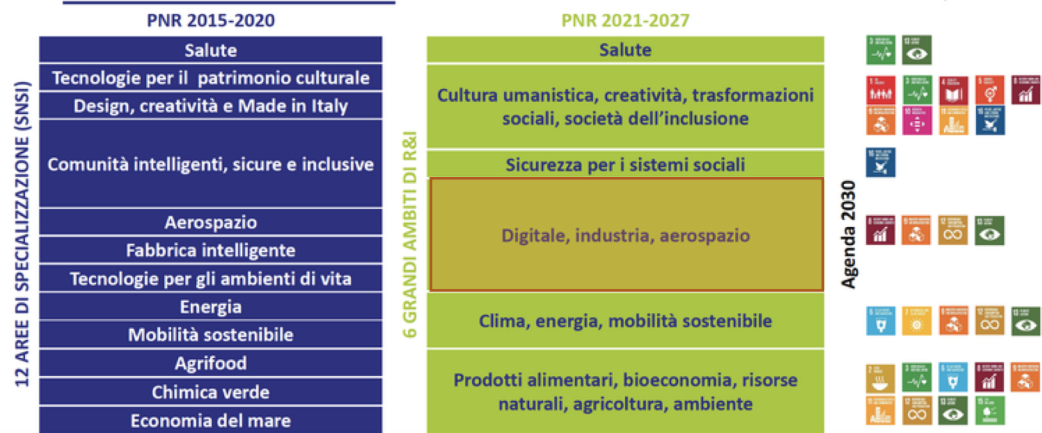 PNR 2015-2020
PNR 2021-2027
12 AREE DI SPECIALIZZAZIONE (SNSI)
Salute
Tecnologie per il patrimonio culturale
Design, creatività e Made in Italy
Comunità intelligenti, sicure e inclusive
Aerospazio
Fabbrica intelligente
Tecnologie per gli ambienti di vita
Energia
Mobilità sostenibile
Agrifood
Chimica verde
Economia del mare
6 GRANDI AMBITI DI R&I
Salute
Cultura umanistica, creatività, trasformazioni
sociali, società dell'inclusione
Sicurezza per i sistemi sociali
Digitale, industria, aerospazio
Clima, energia, mobilità sostenibile
Prodotti alimentari, bioeconomia, risorse
naturali, agricoltura, ambiente
Agenda 2030